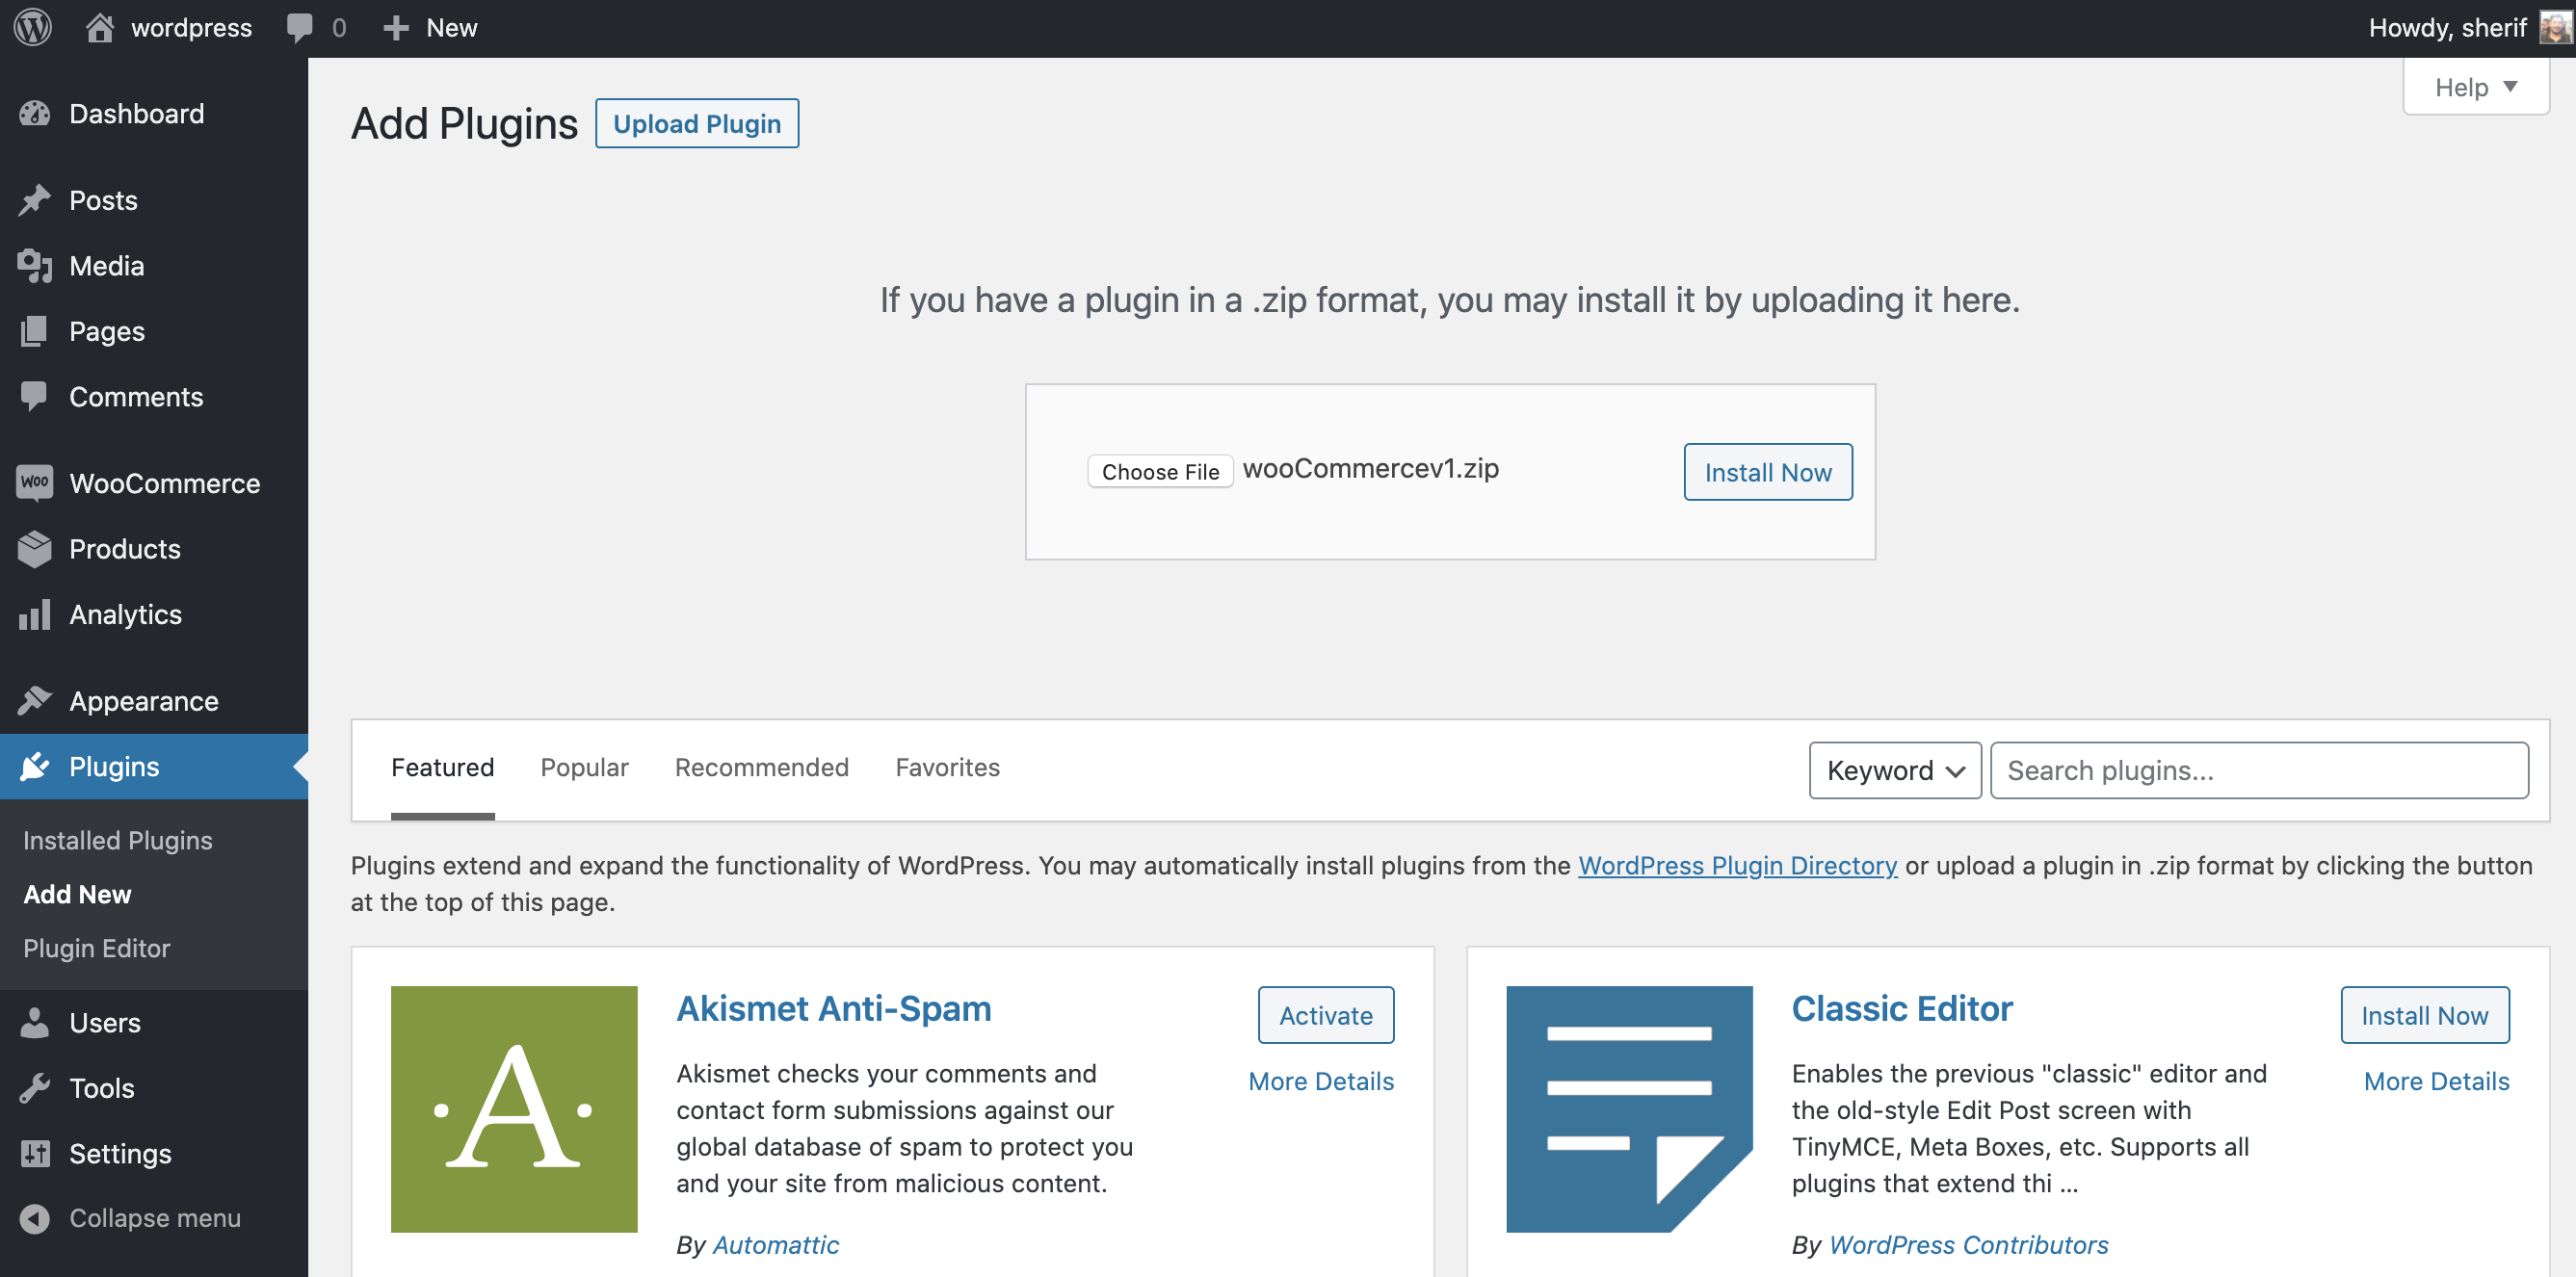 wordpress
0
New
Howdy, sherif
Dashboard
Posts
Media
Pages
Comments
Woo
WooCommerce
Products
Analytics
Appearance
Plugins
Installed Plugins
Add New
Plugin Editor
Users
Tools
Settings
Collapse menu
Help
Add Plugins
Upload Plugin
If you have a plugin in a .zip format, you may install it by uploading it here.
Choose File wooCommercev1.zip
Install Now
Featured
Popular
Recommended
Favorites
Keyword
Search plugins...
Plugins extend and expand the functionality of WordPress. You may automatically install plugins from the WordPress Plugin Directory or upload a plugin in .zip format by clicking the button
at the top of this page.
A
Akismet Anti-Spam
Activate
More Details
Akismet checks your comments and
contact form submissions against our
global database of spam to protect you
and your site from malicious content.
By Automattic
Classic Editor
Install Now
More Details
Enables the previous "classic" editor and
the old-style Edit Post screen with
TinyMCE, Meta Boxes, etc. Supports all
plugins that extend thi ...
By WordPress Contributors